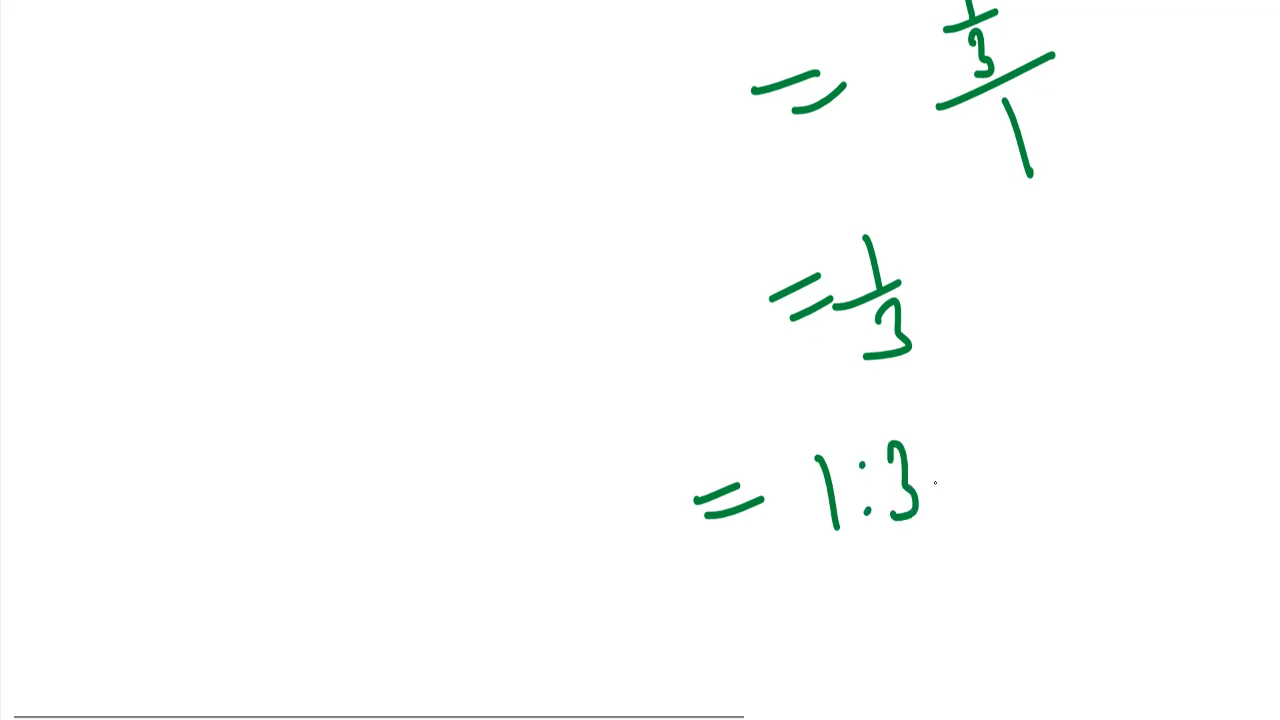 = 1/3 / 1
= 1/3
= 1:3